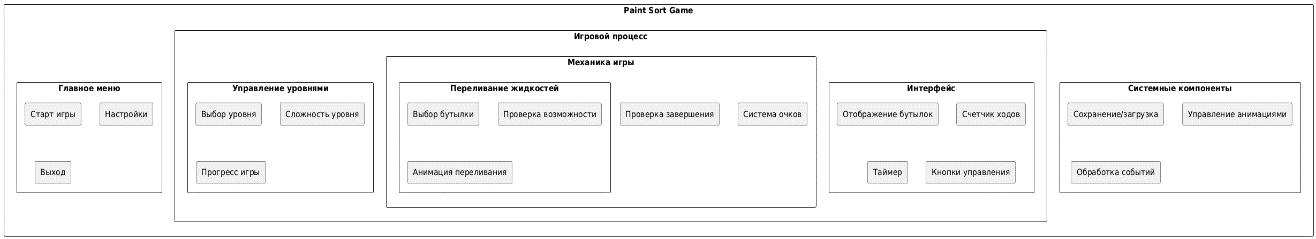 Paint Sort Game
Игровой процесс
Механика игры
Главное меню
Старт игры
Настройки
Выход
Управление уровнями
Выбор уровня
Сложность уровня
Прогресс игры
Переливание жидкостей
Выбор бутылки
Проверка возможности
Анимация переливания
Проверка завершения
Система очков
Интерфейс
Отображение бутылок
Счетчик ходов
Таймер
Кнопки управления
Системные компоненты
Сохранение/загрузка
Управление анимациями
Обработка событий